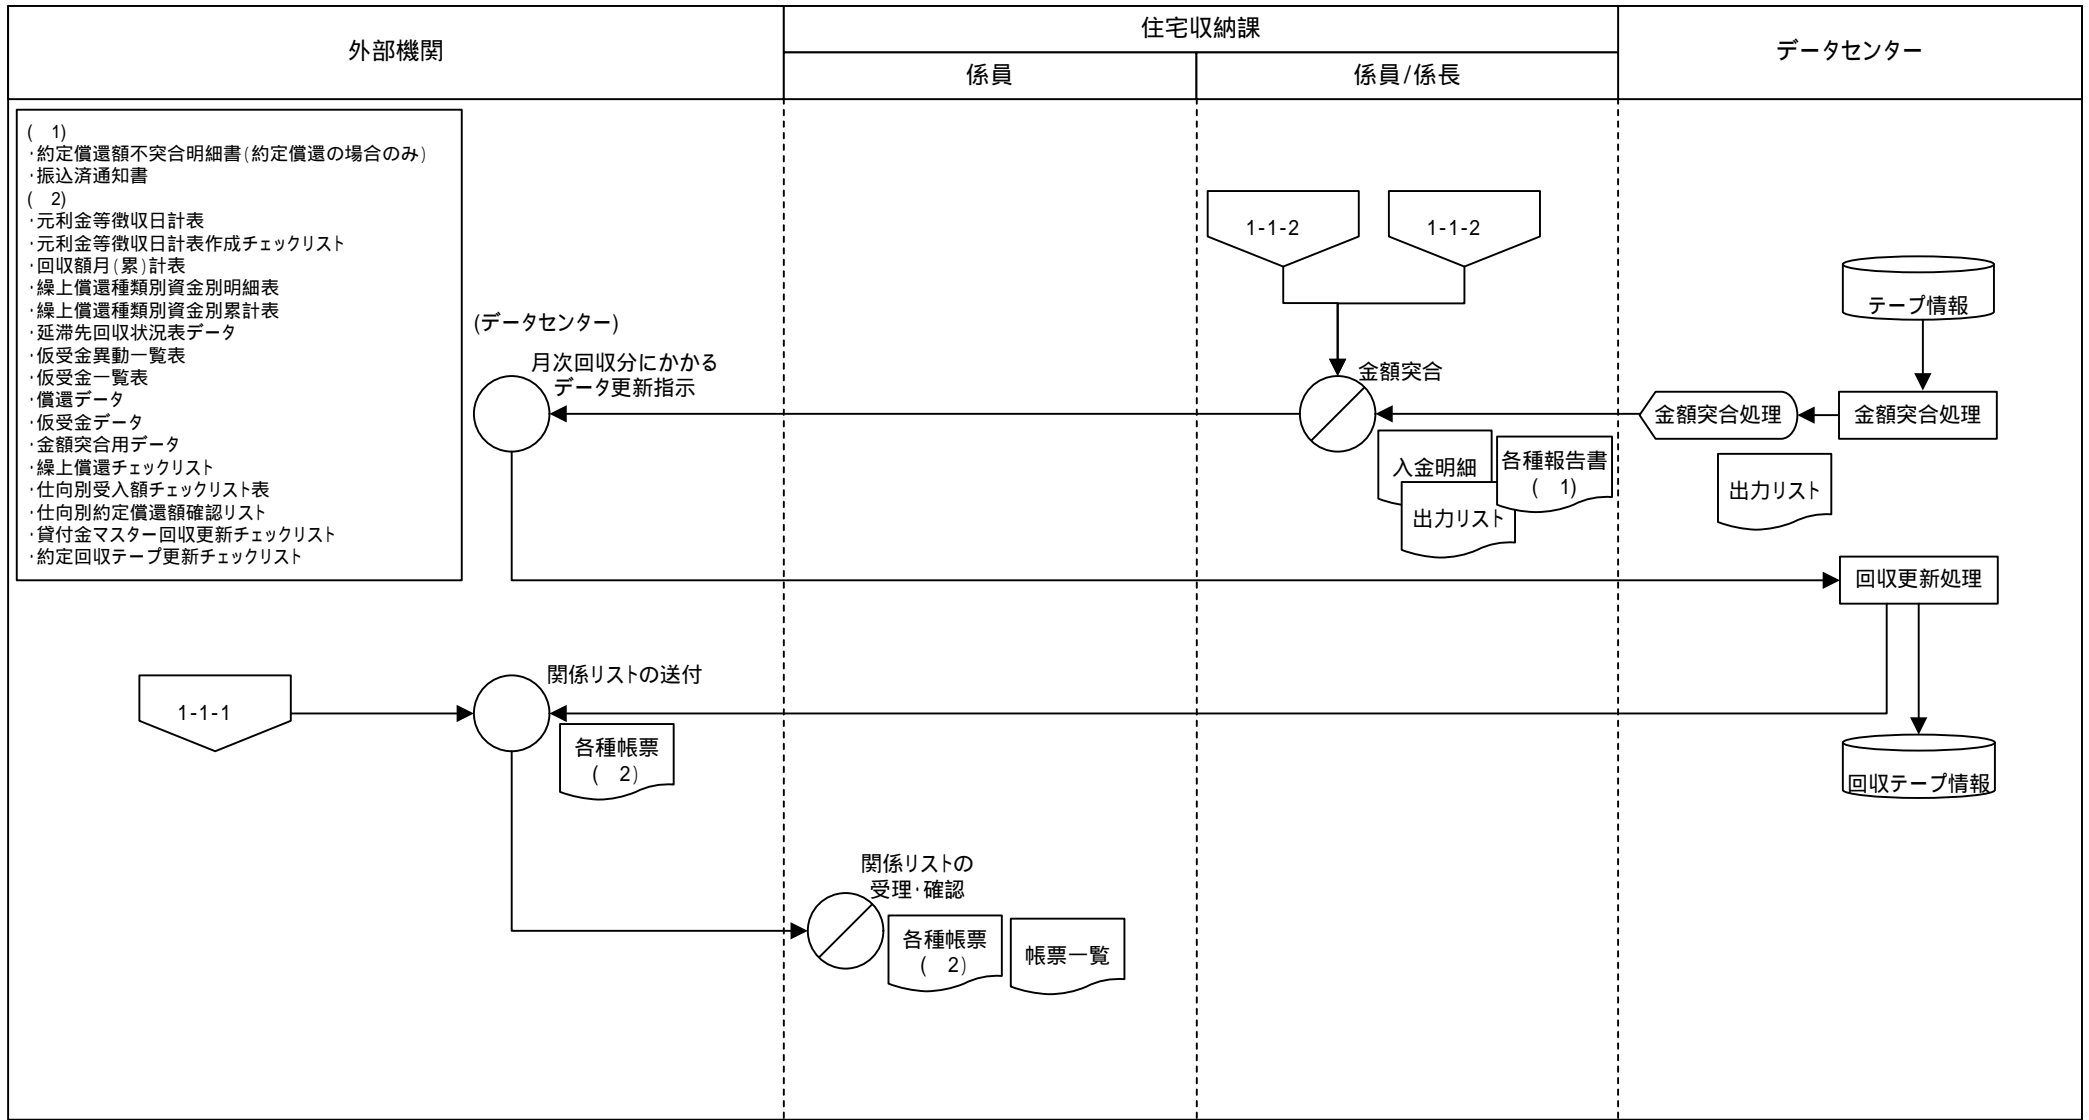 外部機関
住宅収納課
データセンター
係員
係員/係長
( 1)
·約定償還額不突合明細書(約定償還の場合のみ)
·振込済通知書
( 2)
·元利金等徴収日計表
·元利金等徴収日計表作成チェックリスト
·回収額月(累)計表
·繰上償還種類別資金別明細表
·繰上償還種類別資金別累計表
·延滞先回収状況表データ
·仮受金異動一覧表
·仮受金一覧表
·償還データ
·仮受金データ
·金額突合用データ
·繰上償還チェックリスト
·仕向別受入額チェックリスト表
·仕向別約定償還額確認リスト
·貸付金マスター回収更新チェックリスト
·約定回収テープ更新チェックリスト
1-1-2
1-1-2
テープ情報
(データセンター)
月次回収分にかかる
データ更新指示
金額突合
金額突合処理
金額突合処理
入金明細
各種報告書
( 1)
出力リスト
出力リスト
回収更新処理
関係リストの送付
1-1-1
各種帳票
( 2)
回収テープ情報
関係リストの
受理·確認
各種帳票
( 2)
帳票一覧